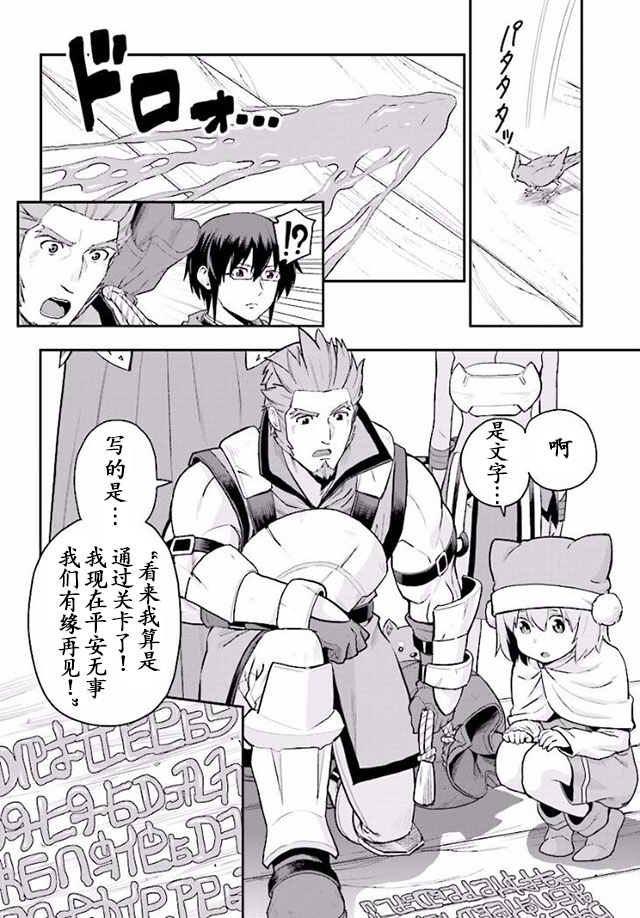 パタタタタッ
ドロォ…
!?
啊
是文字…
写的是…
“看来我算是
通过关卡了!
我现在平安无事
我们有缘再见!”